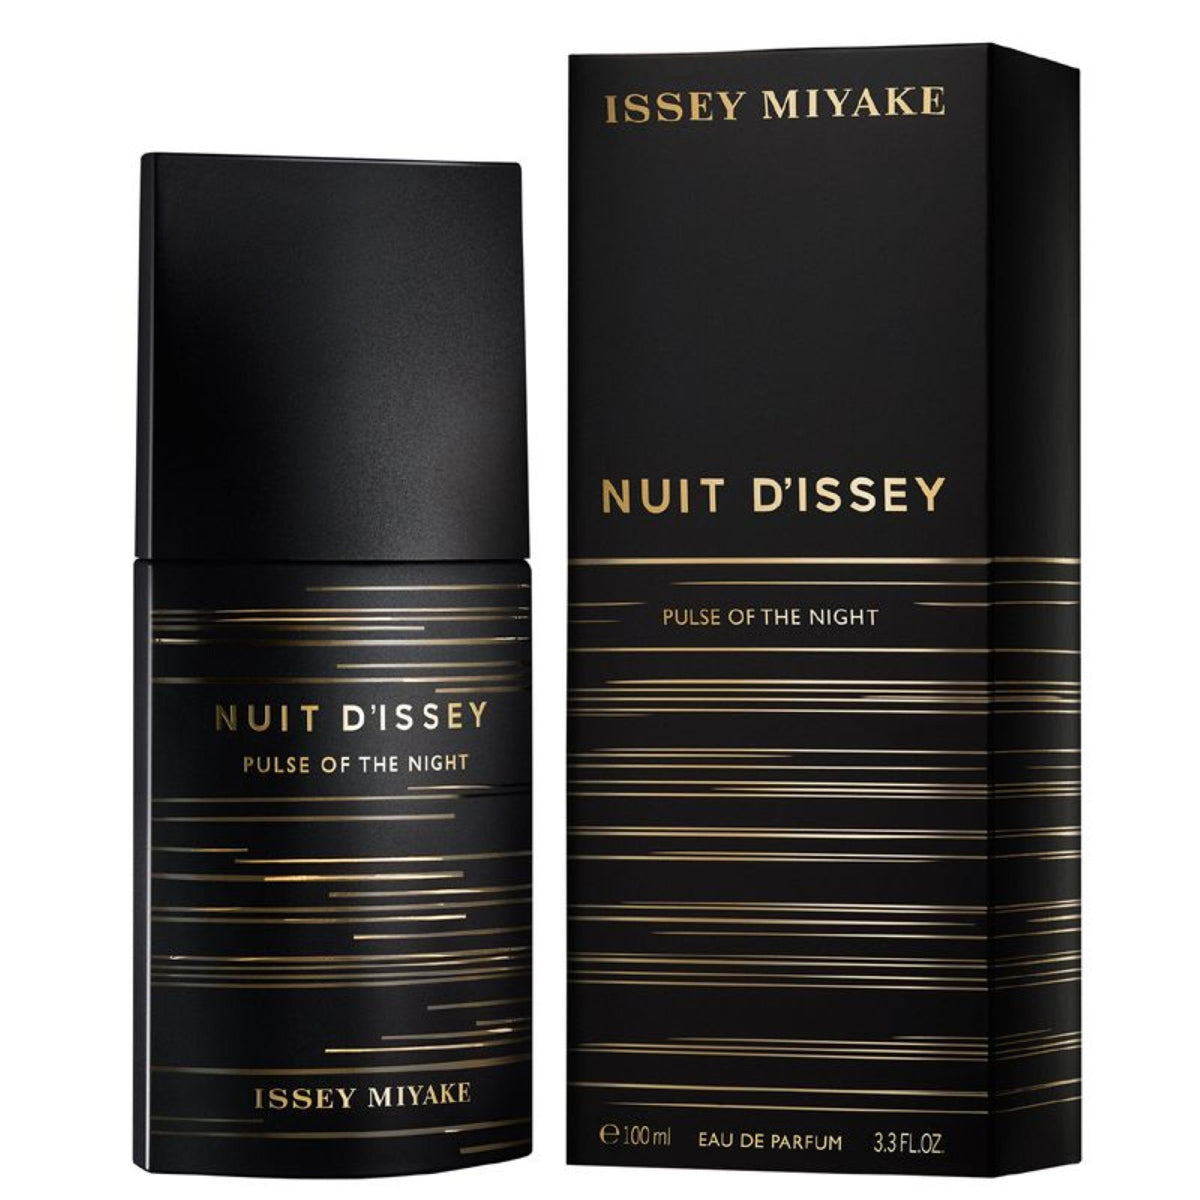 ISSEY MIYAKE
NUIT D'ISSEY
PULSE OF THE NIGHT
℮100 ml EAU DE PARFUM 3.3 FL.OZ.
NUIT D'ISSEY
PULSE OF THE NIGHT
ISSEY MIYAKE